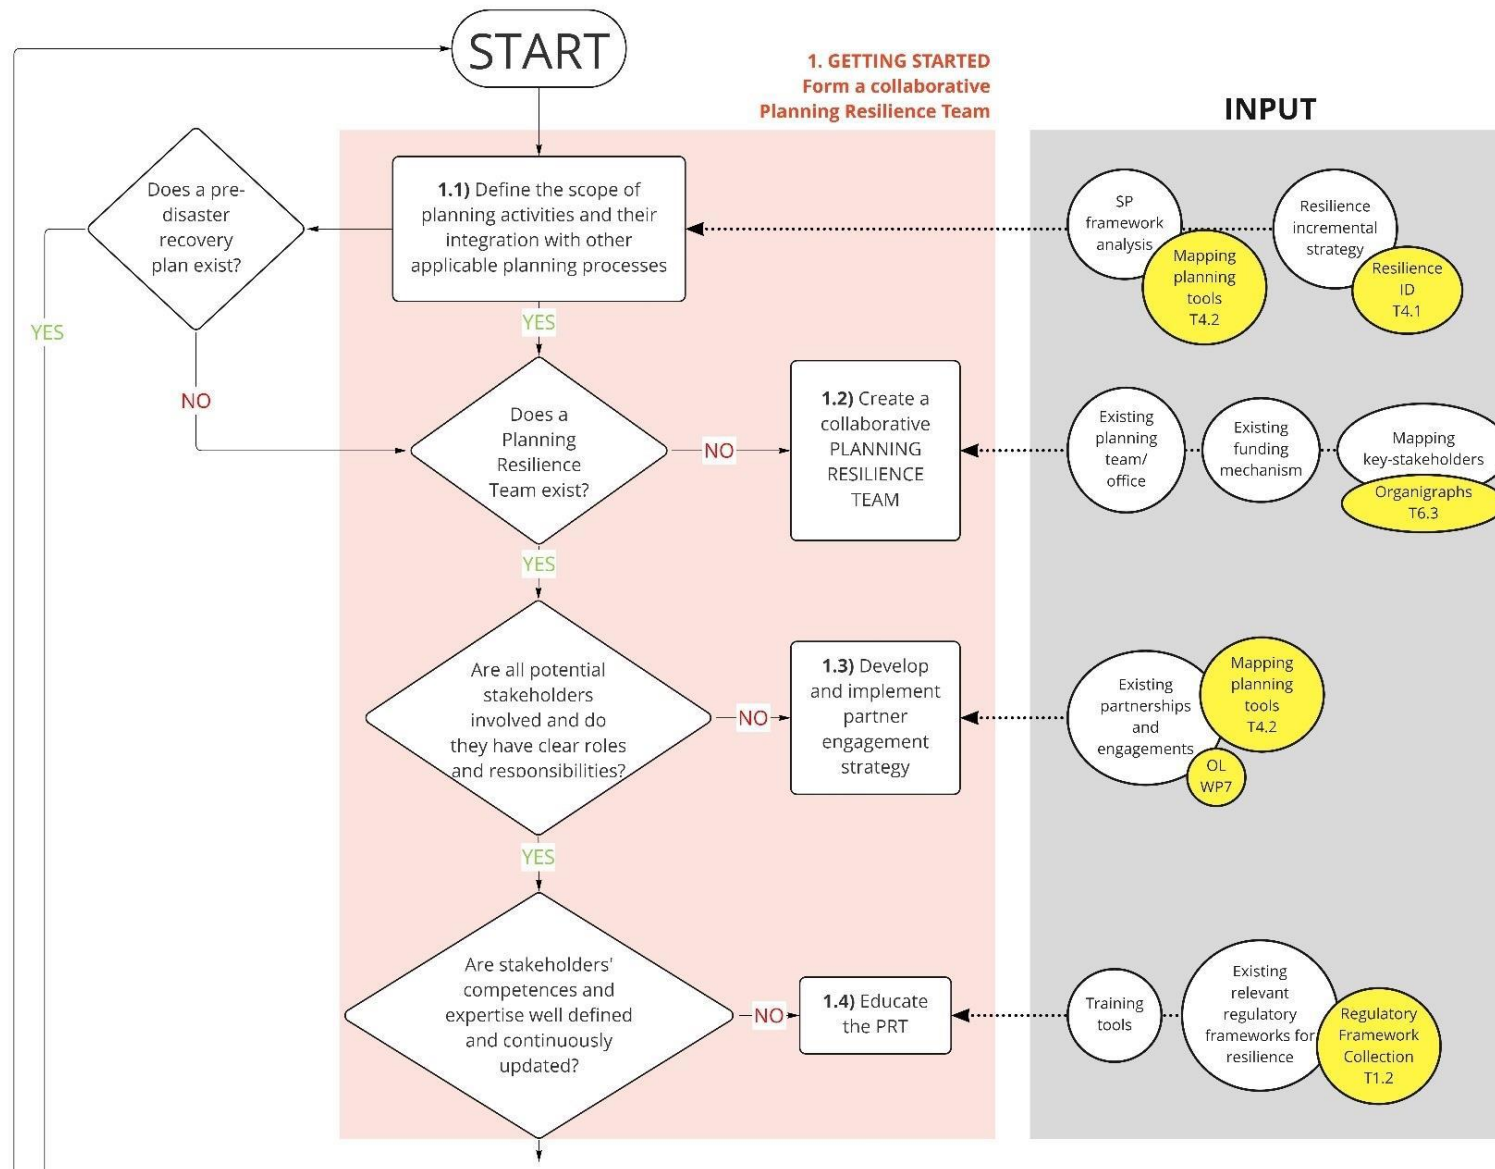 START
1. GETTING STARTED
Form a collaborative
Planning Resilience Team
INPUT
Does a pre-
disaster
recovery
plan exist?
YES
NO
1.1) Define the scope of
planning activities and their
integration with other
applicable planning processes
YES
SP
framework
analysis
Mapping
planning
tools
T4.2
Resilience
incremental
strategy
Resilience
ID
T4.1
Does a
Planning
Resilience
Team exist?
NO
1.2) Create a
collaborative
PLANNING
RESILIENCE
TEAM
Existing
planning
team/
office
Existing
funding
mechanism
Mapping
key-stakeholders
Organigraphs
T6.3
YES
Are all potential
stakeholders
involved and do
they have clear roles
and responsibilities?
NO
1.3) Develop
and implement
partner
engagement
strategy
Existing
partnerships
and
engagements
Mapping
planning
tools
T4.2
OL
WP7
YES
Are stakeholders'
competences and
expertise well defined
and continuously
updated?
NO
1.4) Educate
the PRT
Training
tools
Existing
relevant
regulatory
frameworks for
resilience
Regulatory
Framework
Collection
T1.2